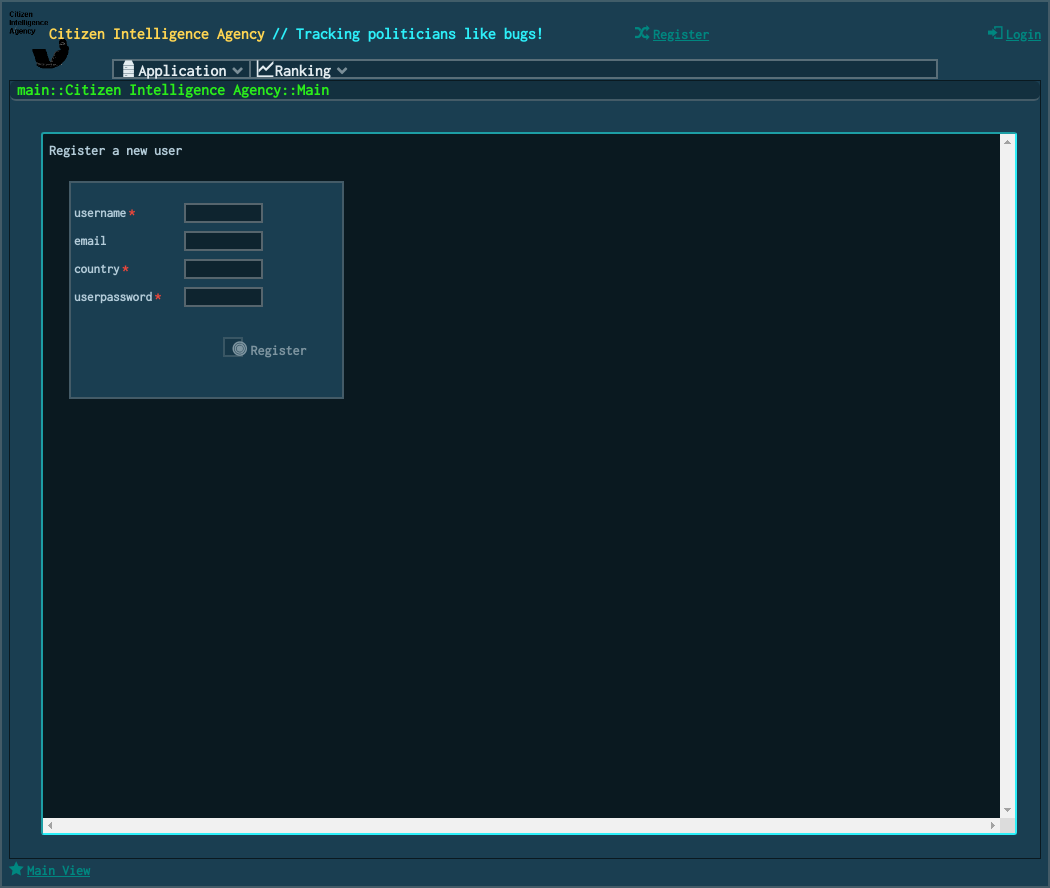 Citizen
Intelligence
Agency
Citizen Intelligence Agency // Tracking politicians like bugs!
Register
Login
Application
Ranking
main::Citizen Intelligence Agency::Main
Register a new user
username*
email
country*
userpassword*
Register
Main View